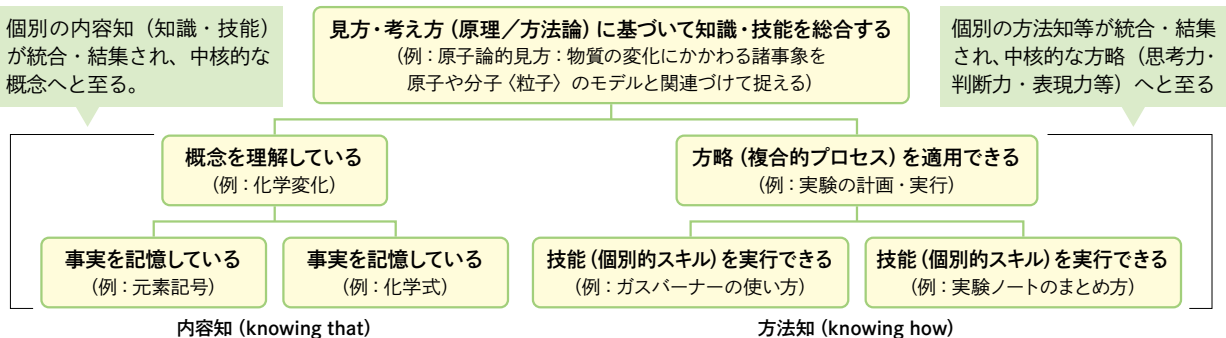 個別の内容知（知識・技能）
が統合・結集され、中核的な
概念へと至る。
見方・考え方（原理／方法論）に基づいて知識・技能を総合する
（例：原子論的見方：物質の変化にかかわる諸事象を
原子や分子〈粒子〉のモデルと関連づけて捉える）
個別の方法知等が統合・結集
され、中核的な方略（思考力・
判断力・表現力等）へと至る
概念を理解している
（例：化学変化）
方略（複合的プロセス）を適用できる
（例：実験の計画・実行）
事実を記憶している
（例：元素記号）
事実を記憶している
（例：化学式）
技能（個別的スキル）を実行できる
（例：ガスバーナーの使い方）
技能（個別的スキル）を実行できる
（例：実験ノートのまとめ方）
内容知（knowing that）
方法知（knowing how）